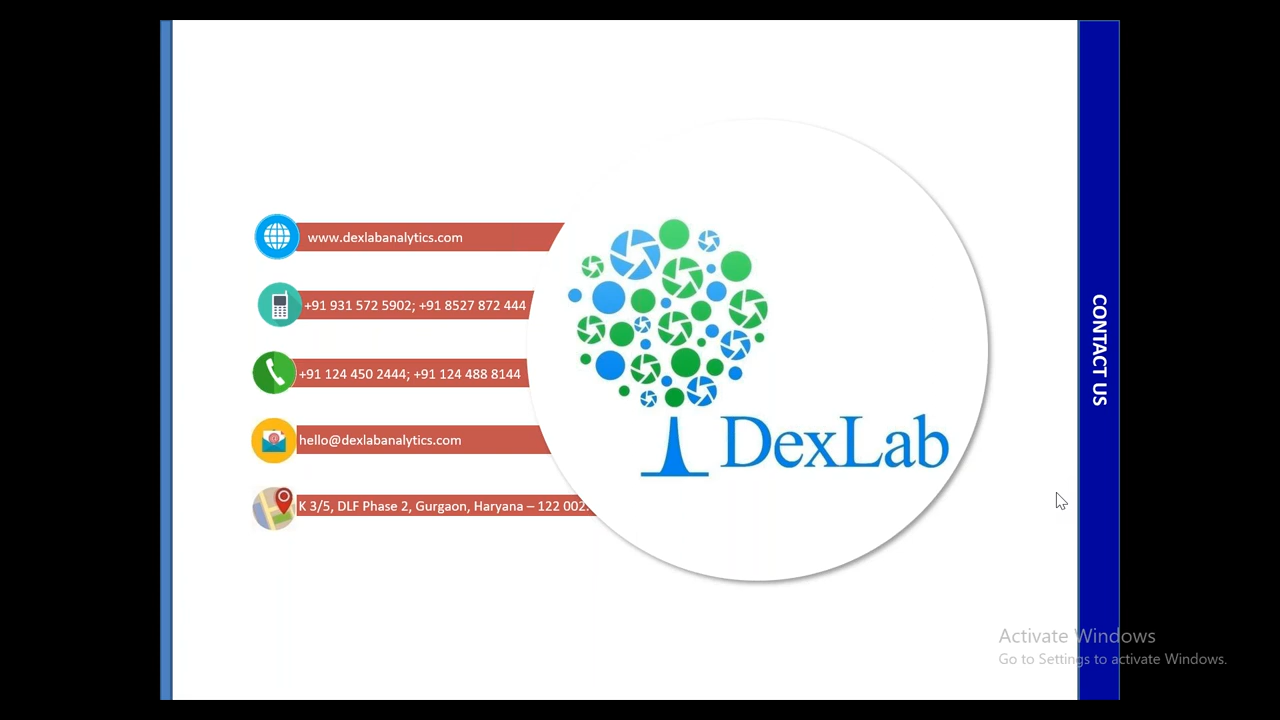 www.dexlabanalytics.com
+91 931 572 5902; +91 8527 872 444
+91 124 450 2444; +91 124 488 8144
hello@dexlabanalytics.com
K 3/5, DLF Phase 2, Gurgaon, Haryana – 122 002.
DexLab
CONTACT US
Activate Windows
Go to Settings to activate Windows.